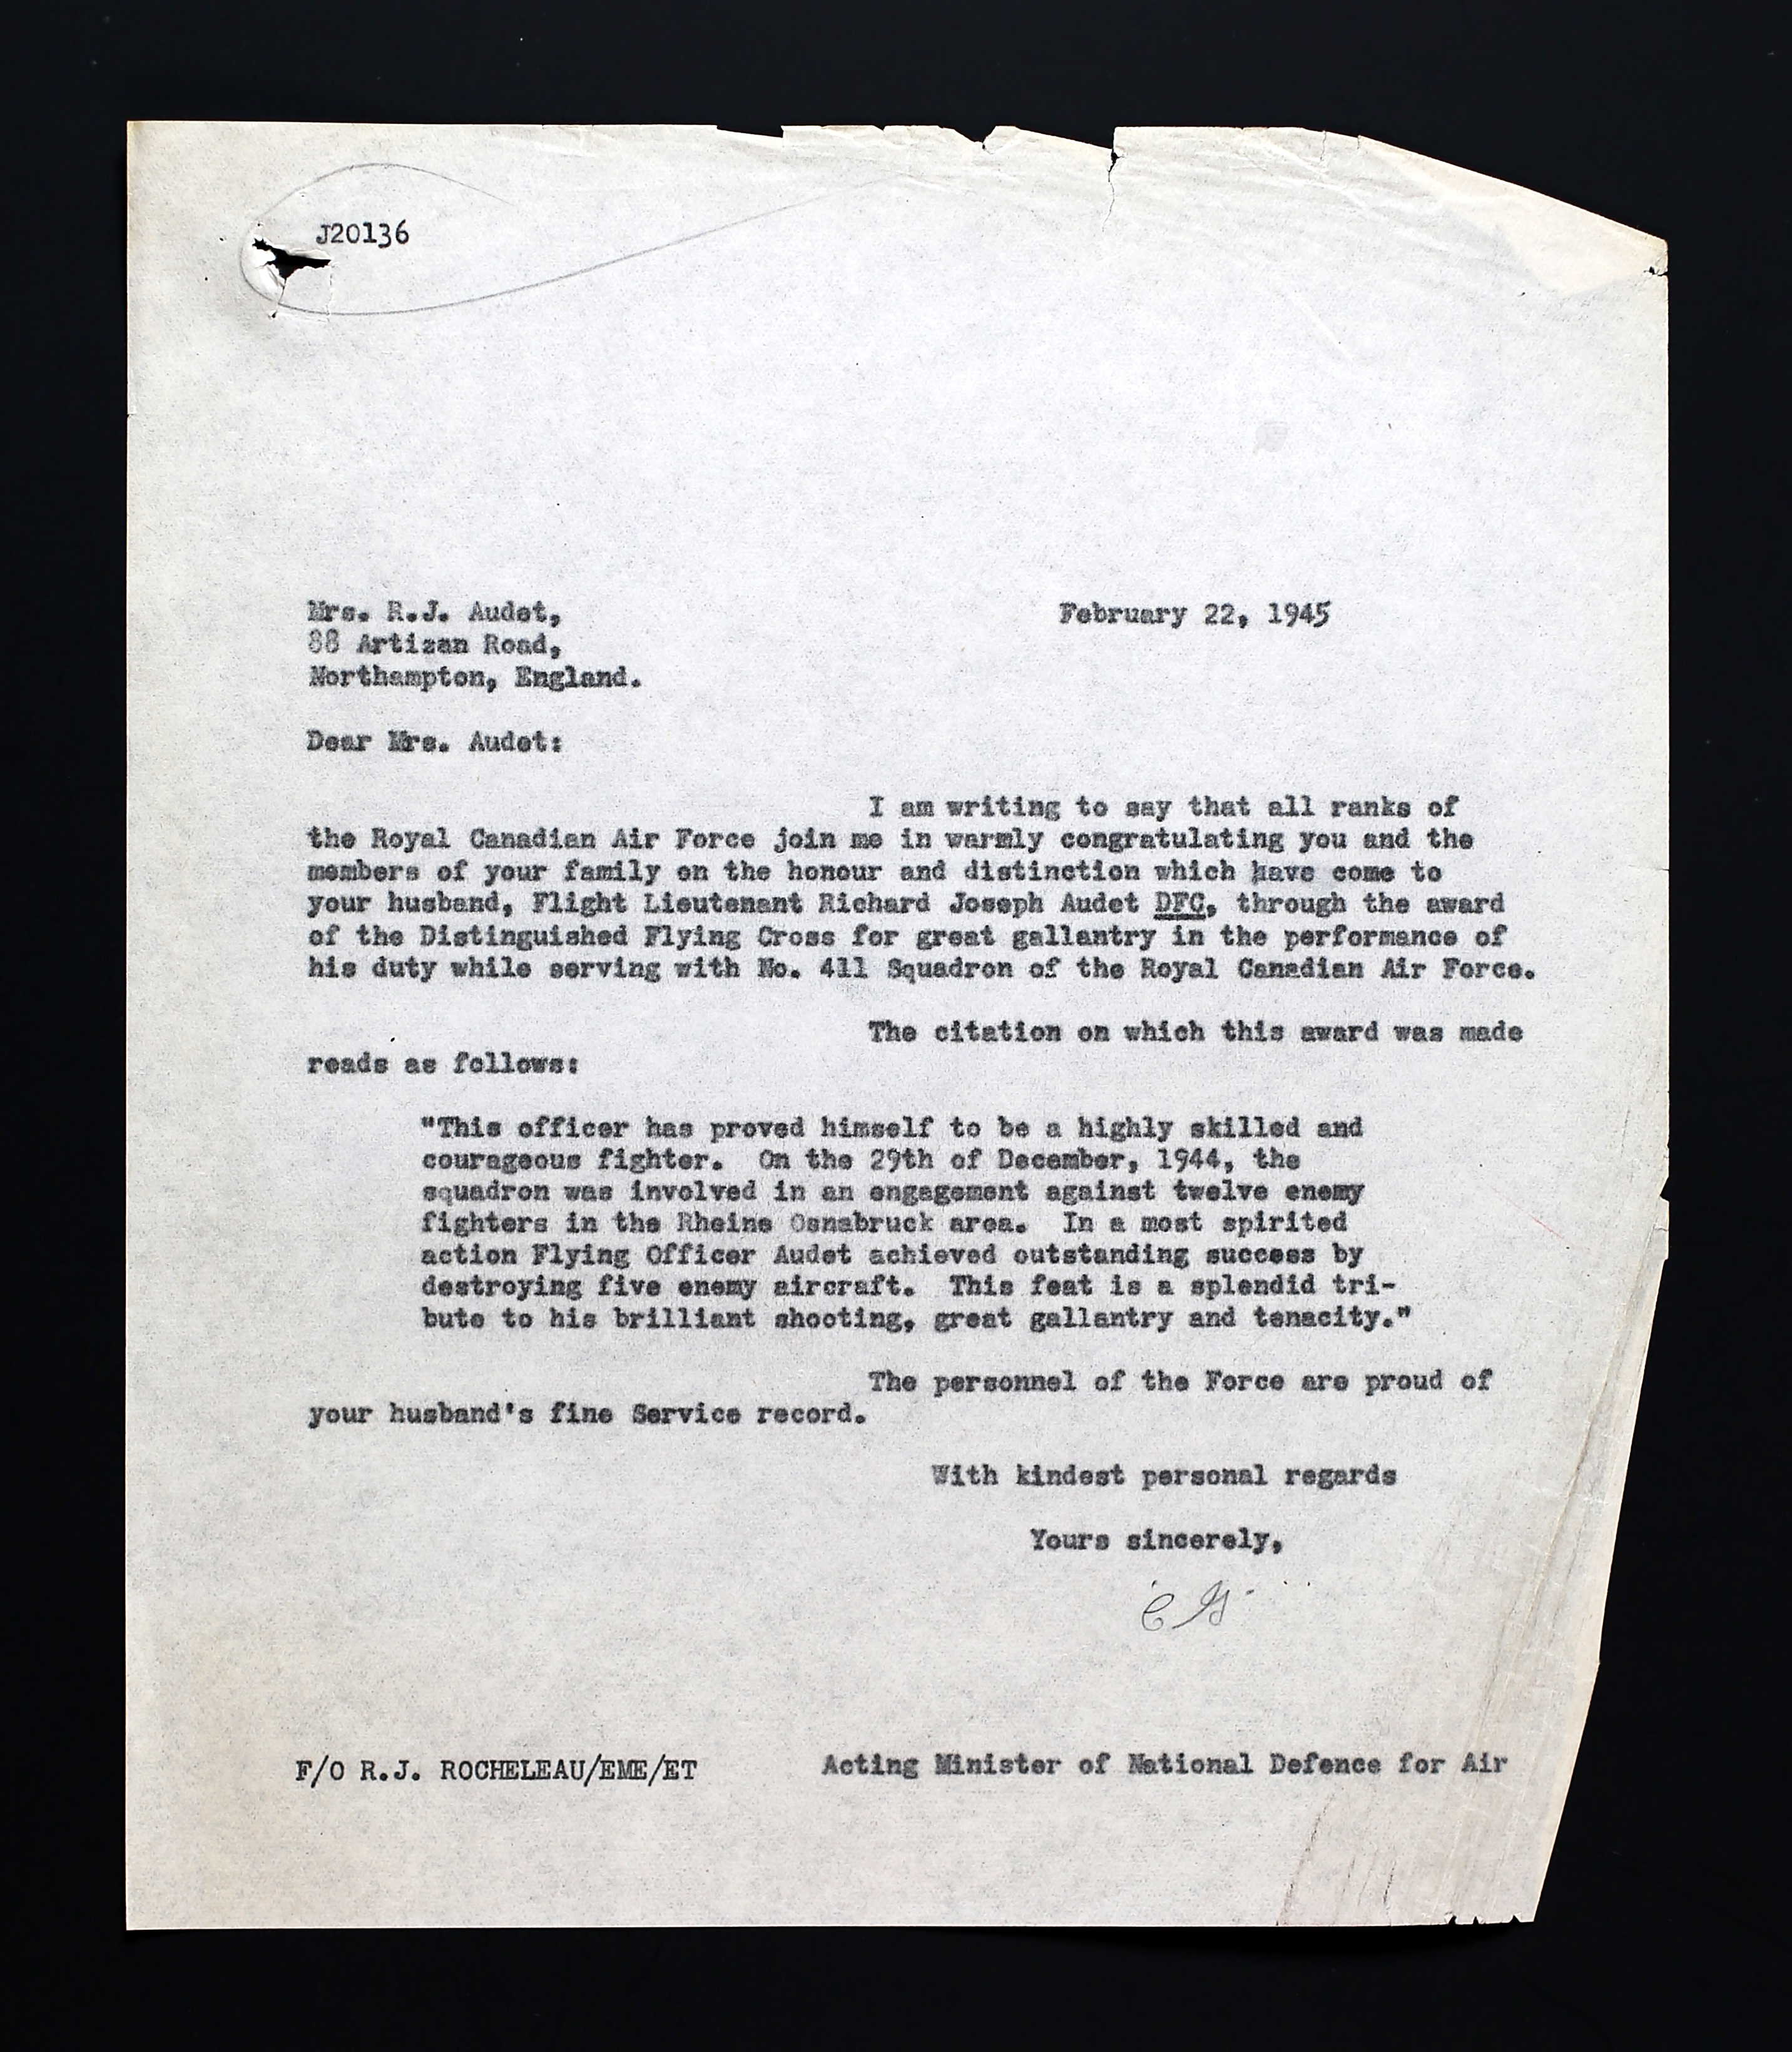 J20136
Mrs. R.J. Audet,
February 22, 1945
88 Artizan Road,
Northampton, England.
Dear Mrs. Audet:
I am writing to say that all ranks of
the Royal Canadian Air Force join me in warmly congratulating you and the
members of your family on the honour and distinction which have come to
your husband, Flight Lieutenant Richard Joseph Audet DFC, through the award
of the Distinguished Flying Cross for great gallantry in the performance of
his duty while serving with No. 411 Squadron of the Royal Canadian Air Force.
The citation on which this award was made
reads as follows:
"This officer has proved himself to be a highly skilled and
courageous fighter. On the 29th of December, 1944, the
squadron was involved in an engagement against twelve enemy
fighters in the Rheine Osnabruck area. In a most spirited
action Flying Officer Audet achieved outstanding success by
destroying five enemy aircraft. This feat is a splendid tri-
bute to his brilliant shooting, great gallantry and tenacity."
The personnel of the Force are proud of
your husband's fine Service record.
With kindest personal regards
Yours sincerely,
F/O R.J. ROCHELEAU/EME/ET
Acting Minister of National Defence for Air